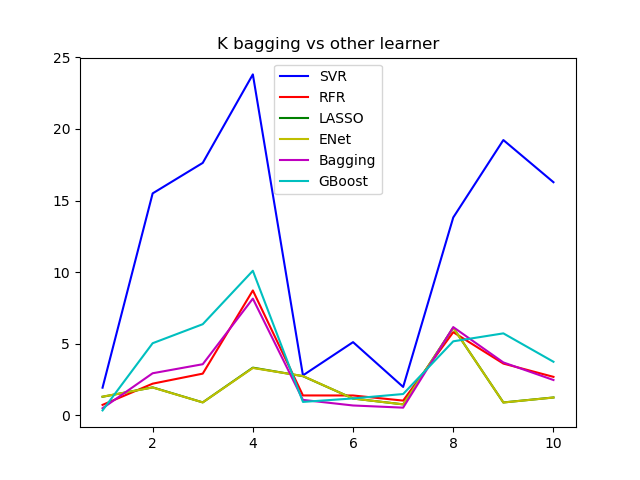 K bagging vs other learner
25
20
15
10
5
0
SVR
RFR
LASSO
ENet
Bagging
GBoost
2 4 6 8 10